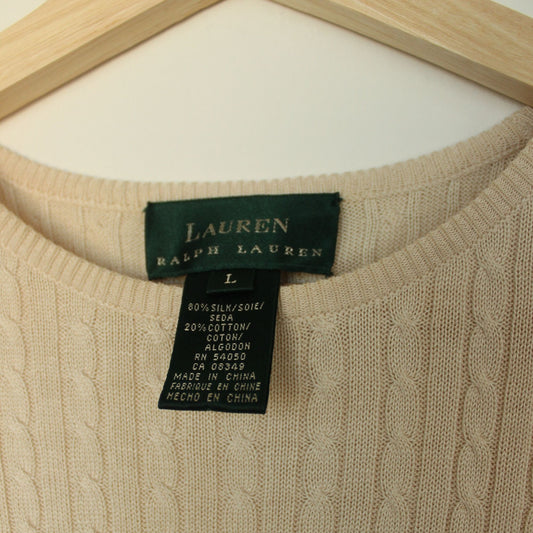 LAUREN
RALPH LAUREN
L
80% SILK/SOIE/
SEDA
20% COTTON/
COTON/
ALGODON
RN 54050
CA 08349
MADE IN CHINA
FABRIQUE EN CHINE
HECHO EN CHINA